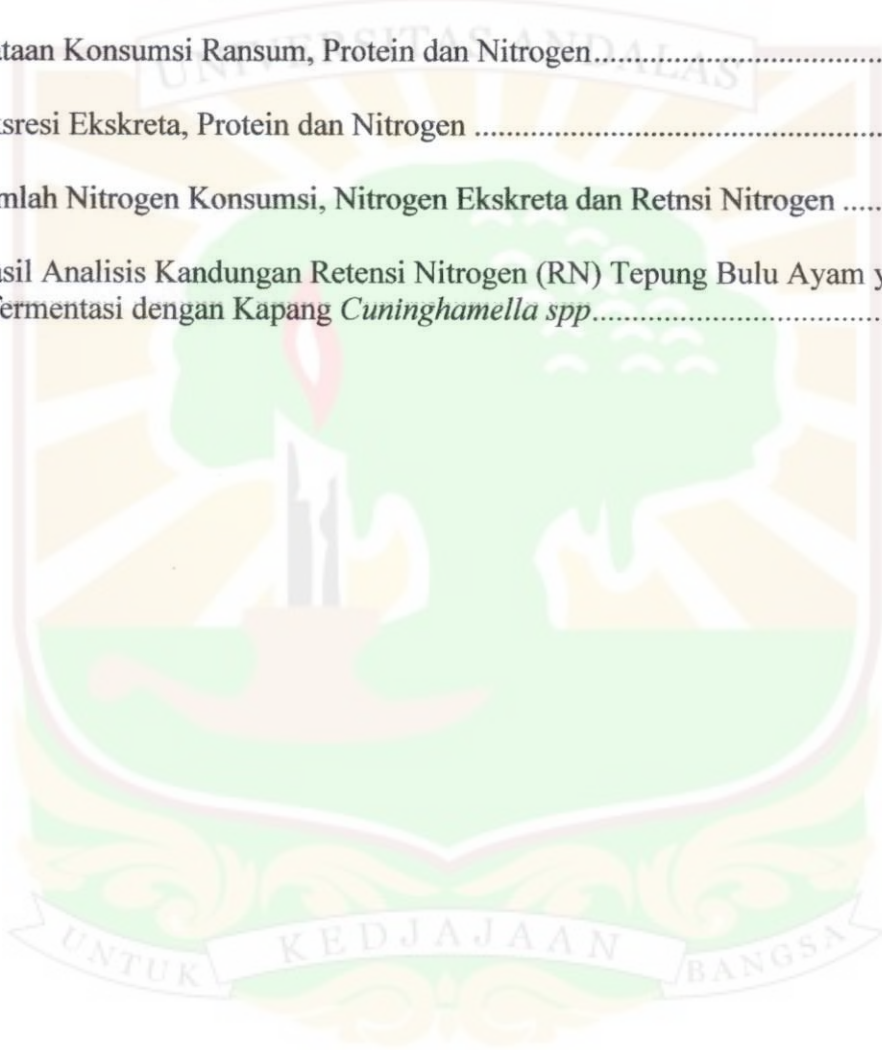 taan Konsumsi Ransum, Protein dan Nitrogen....................................
UNIVERSITAS ANDALAS
sresi Ekskreta, Protein dan Nitrogen ....................................................
mlah Nitrogen Konsumsi, Nitrogen Ekskreta dan Retnsi Nitrogen .....
sil Analisis Kandungan Retensi Nitrogen (RN) Tepung Bulu Ayam y
ermentasi dengan Kapang Cuninghamella spp....................................
UNTUK KEDJAJAAN BANGSA